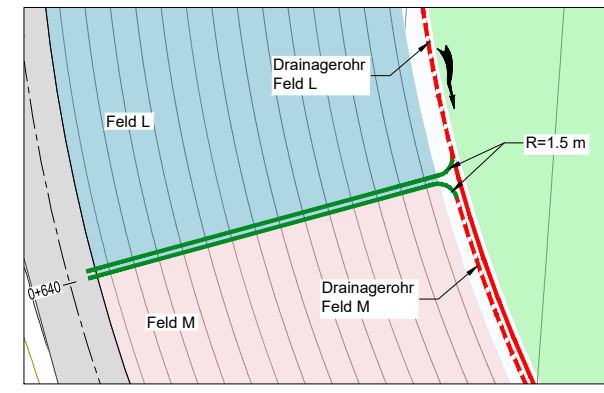 Drainagerohr
Feld L
Feld L
R=1.5 m
0+640
Drainagerohr
Feld M
Feld M